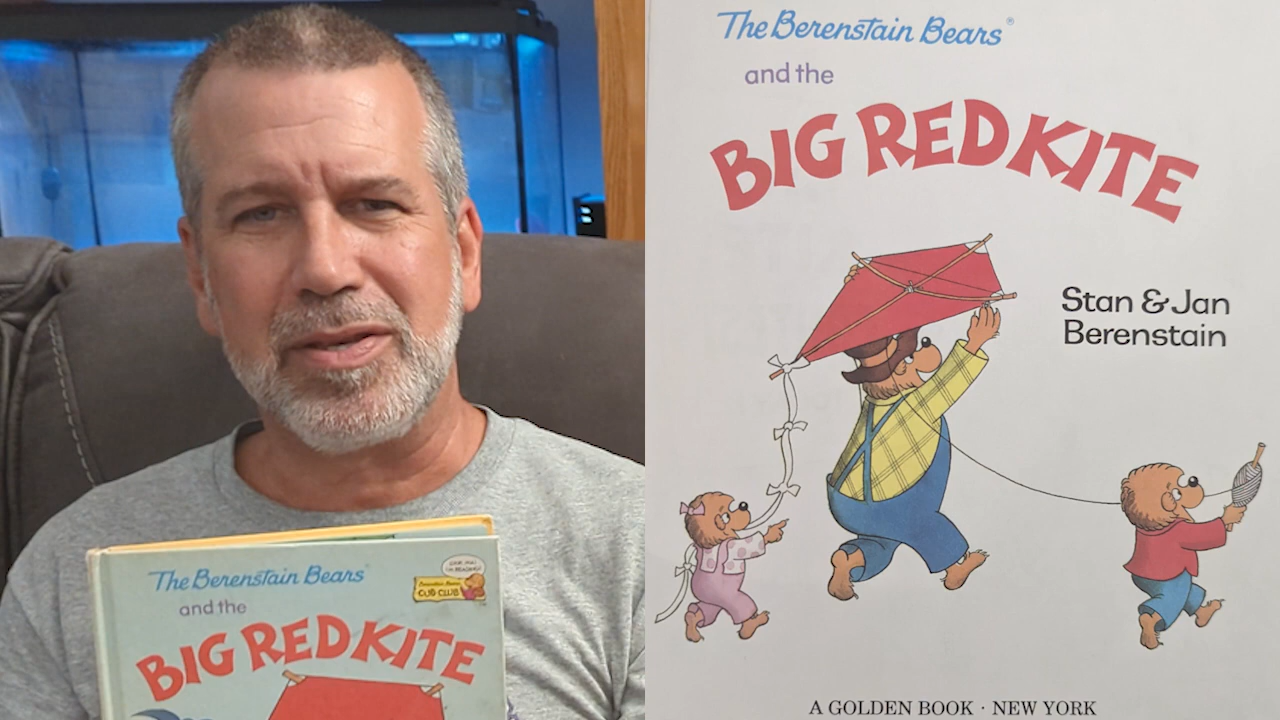 The Berenstain Bears
and the
BIG RED KITE
Berenstain Bears
CUB CLUB
The Berenstain Bears®
and the
BIG RED KITE
Stan & Jan
Berenstain
A GOLDEN BOOK · NEW YORK